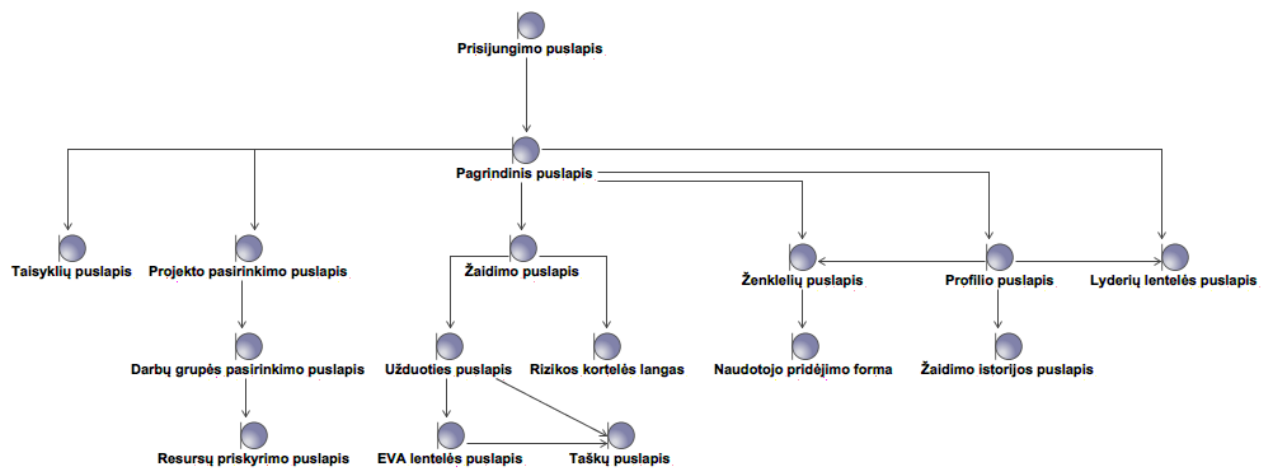 Prisijungimo puslapis
Pagrindinis puslapis
Taisyklių puslapis
Projekto pasirinkimo puslapis
Žaidimo puslapis
Ženklelių puslapis
Profilio puslapis
Lyderių lentelės puslapis
Darbų grupės pasirinkimo puslapis
Užduoties puslapis
Rizikos kortelės langas
Naudotojo pridėjimo forma
Žaidimo istorijos puslapis
Resursų priskyrimo puslapis
EVA lentelės puslapis
Taškų puslapis